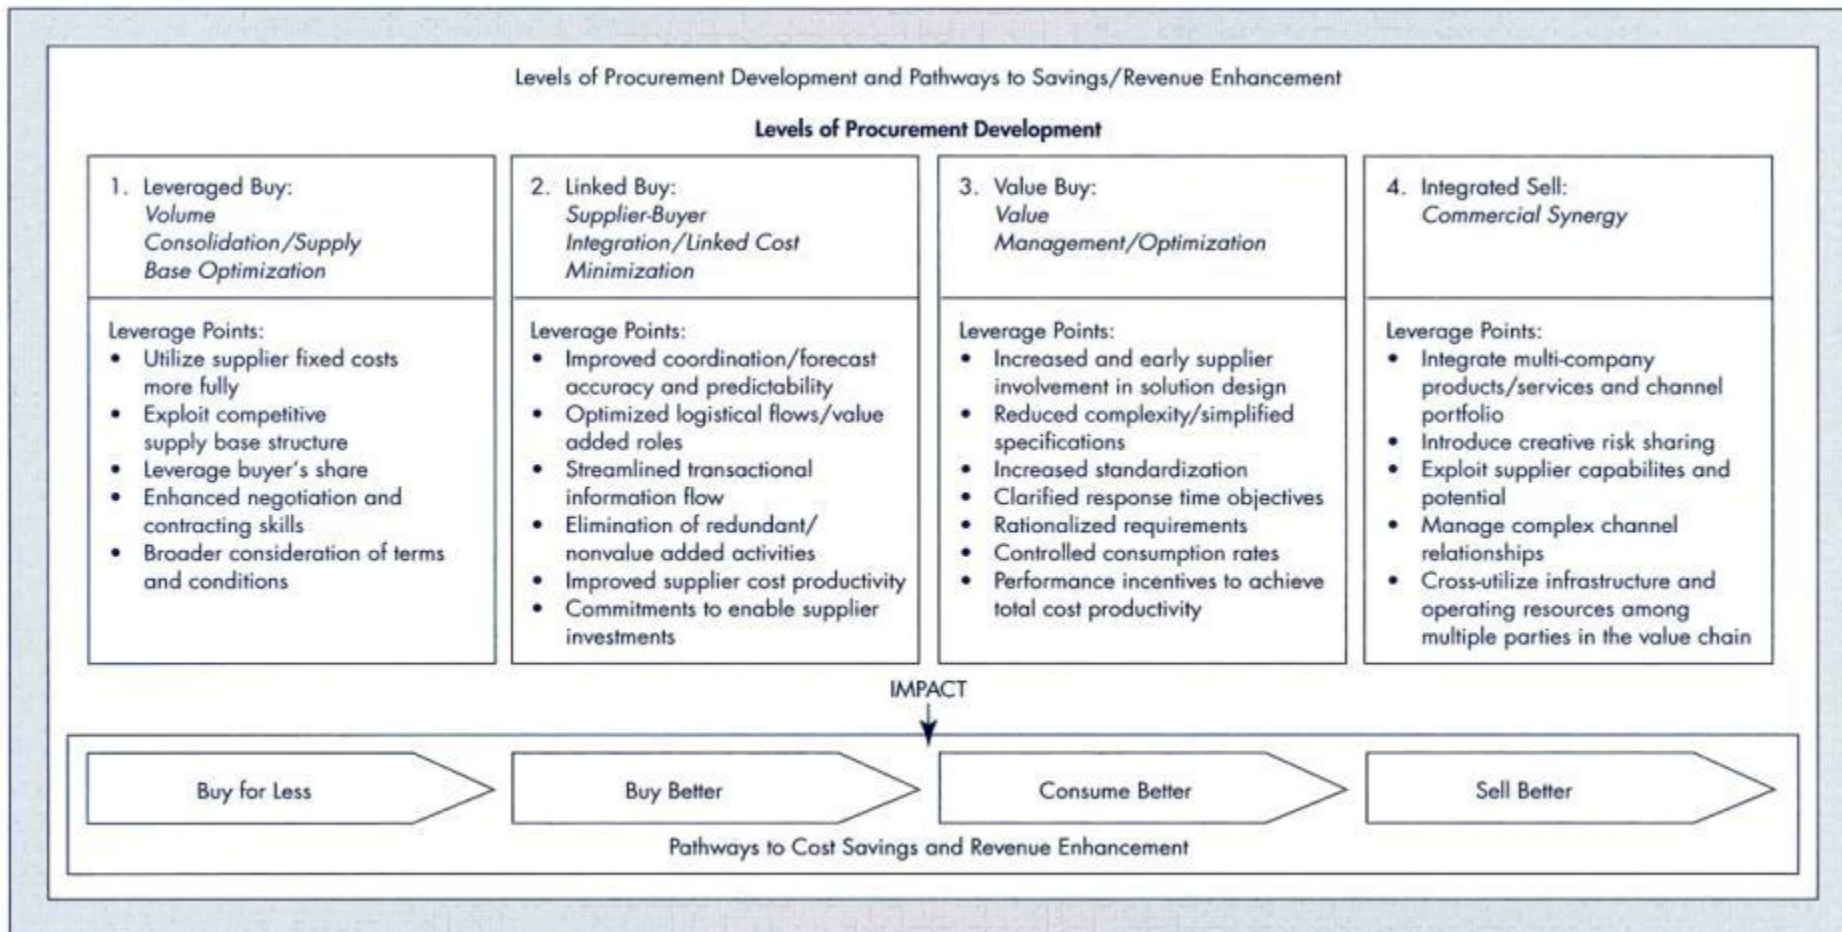 Levels of Procurement Development and Pathways to Savings/Revenue Enhancement
Levels of Procurement Development
1. Leveraged Buy:
Volume
Consolidation/Supply
Base Optimization
Leverage Points:
• Utilize supplier fixed costs
more fully
• Exploit competitive
supply base structure
• Leverage buyer's share
• Enhanced negotiation and
contracting skills
• Broader consideration of terms
and conditions
2. Linked Buy:
Supplier-Buyer
Integration/Linked Cost
Minimization
Leverage Points:
• Improved coordination/forecast
accuracy and predictability
• Optimized logistical flows/value
added roles
• Streamlined transactional
information flow
• Elimination of redundant/
nonvalue added activities
• Improved supplier cost productivity
• Commitments to enable supplier
investments
3. Value Buy:
Value
Management/Optimization
Leverage Points:
• Increased and early supplier
involvement in solution design
• Reduced complexity/simplified
specifications
• Increased standardization
• Clarified response time objectives
• Rationalized requirements
• Controlled consumption rates
• Performance incentives to achieve
total cost productivity
4. Integrated Sell:
Commercial Synergy
Leverage Points:
• Integrate multi-company
products/services and channel
portfolio
• Introduce creative risk sharing
• Exploit supplier capabilites and
potential
• Manage complex channel
relationships
• Cross-utilize infrastructure and
operating resources among
multiple parties in the value chain
IMPACT
Buy for Less
Buy Better
Consume Better
Sell Better
Pathways to Cost Savings and Revenue Enhancement